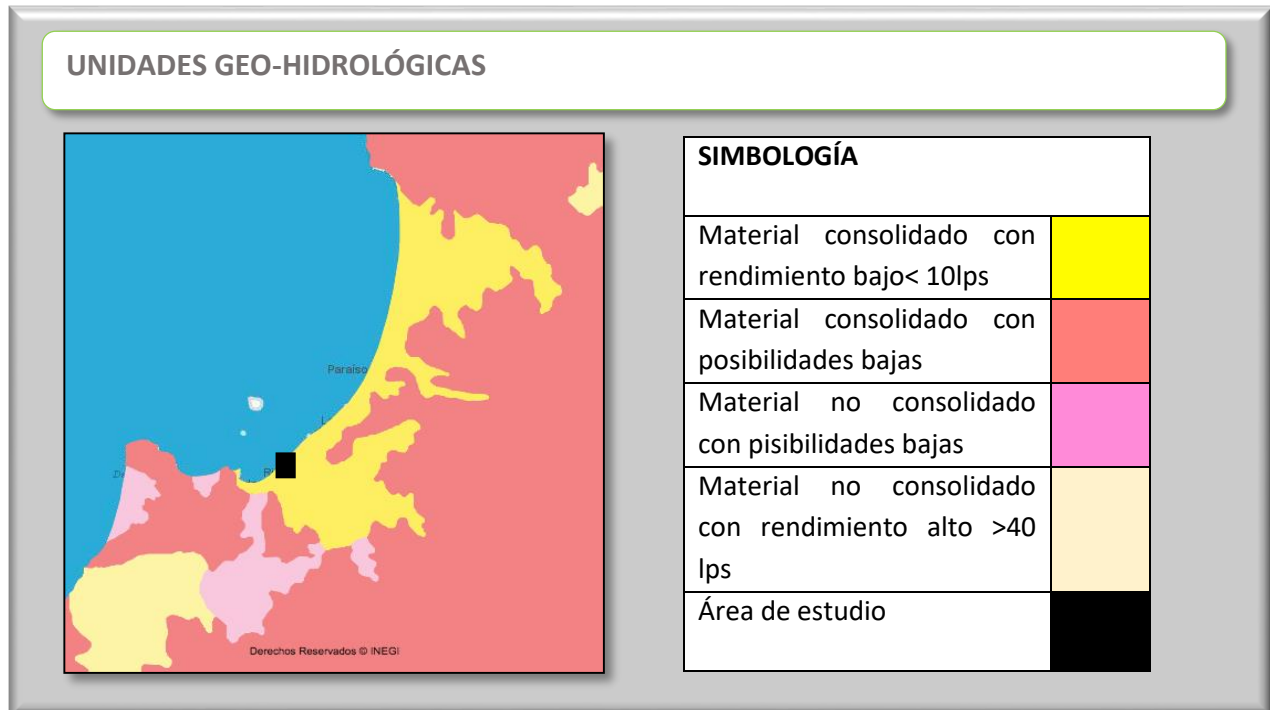 UNIDADES GEO-HIDROLÓGICAS
Paraíso
Derechos Reservados © INEGI
SIMBOLOGÍA
Material consolidado con
rendimiento bajo< 10lps
Material consolidado con
posibilidades bajas
Material no consolidado
con pisibilidades bajas
Material no consolidado
con rendimiento alto >40
lps
Área de estudio